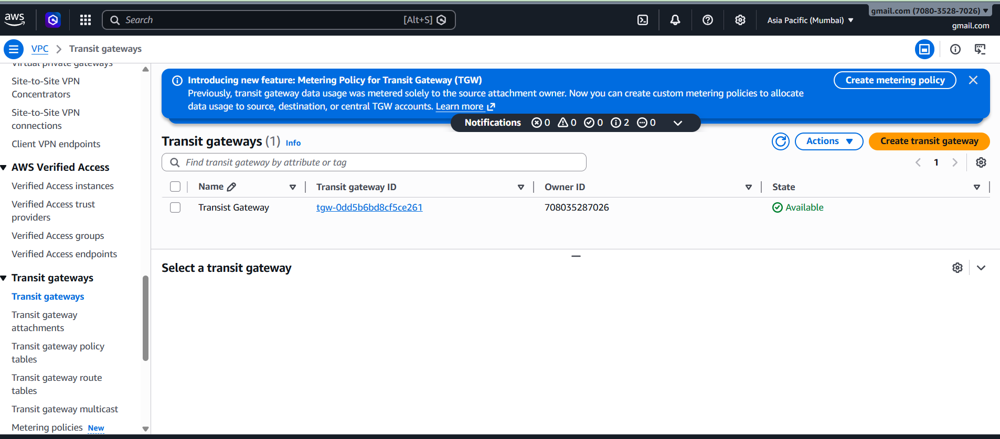 aws
Search [Alt+S]
Asia Pacific (Mumbai)
gmail.com (7080-3528-7026)
gmail.com
VPC > Transit gateways
Virtual private gateways
Site-to-Site VPN
Concentrators
Site-to-Site VPN
connections
Client VPN endpoints
AWS Verified Access
Verified Access instances
Verified Access trust
providers
Verified Access groups
Verified Access endpoints
Transit gateways
Transit gateways
Transit gateway
attachments
Transit gateway policy
tables
Transit gateway route
tables
Transit gateway multicast
Metering policies New
Introducing new feature: Metering Policy for Transit Gateway (TGW)
Previously, transit gateway data usage was metered solely to the source attachment owner. Now you can create custom metering policies to allocate
data usage to source, destination, or central TGW accounts. Learn more
Create metering policy
Notifications 0 0 0 2 0
Transit gateways (1) Info
Actions
Create transit gateway
Find transit gateway by attribute or tag
1
Name Transit gateway ID Owner ID State
Transist Gateway tgw-0dd5b6bd8cf5ce261 708035287026 Available
Select a transit gateway